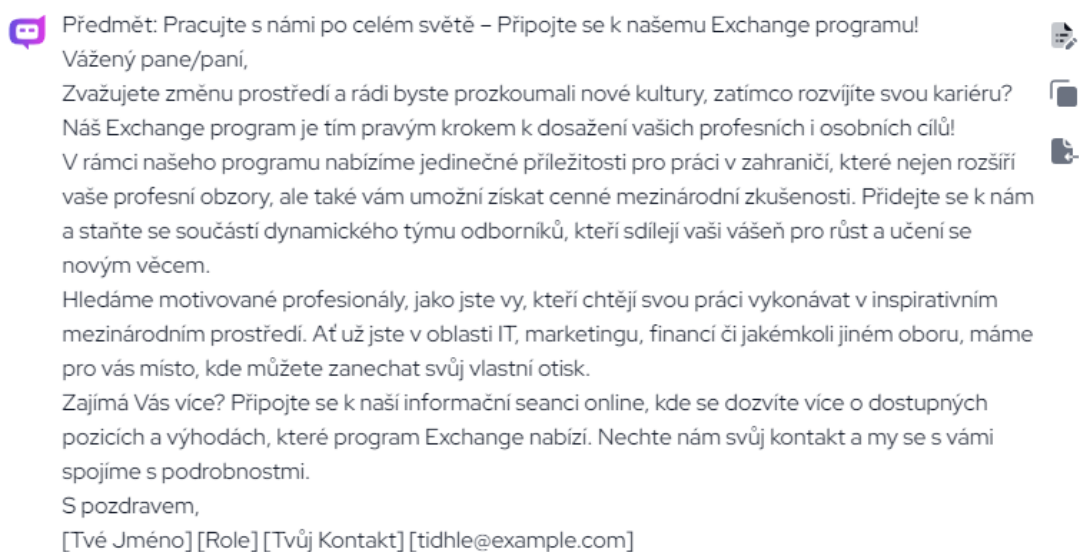 Předmět: Pracujte s námi po celém světě – Připojte se k našemu Exchange programu!
Vážený pane/paní,
Zvažujete změnu prostředí a rádi byste prozkoumali nové kultury, zatímco rozvíjíte svou kariéru?
Náš Exchange program je tím pravým krokem k dosažení vašich profesních i osobních cílů!
V rámci našeho programu nabízíme jedinečné příležitosti pro práci v zahraničí, které nejen rozšíří
vaše profesní obzory, ale také vám umožní získat cenné mezinárodní zkušenosti. Přidejte se k nám
a staňte se součástí dynamického týmu odborníků, kteří sdílejí vaši vášeň pro růst a učení se
novým věcem.
Hledáme motivované profesionály, jako jste vy, kteří chtějí svou práci vykonávat v inspirativním
mezinárodním prostředí. Ať už jste v oblasti IT, marketingu, financí či jakémkoli jiném oboru, máme
pro vás místo, kde můžete zanechat svůj vlastní otisk.
Zajímá Vás více? Připojte se k naší informační seanci online, kde se dozvíte více o dostupných
pozicích a výhodách, které program Exchange nabízí. Nechte nám svůj kontakt a my se s vámi
spojíme s podrobnostmi.
S pozdravem,
[Tvé Jméno] [Role] [Tvůj Kontakt] [tidhle@example.com]